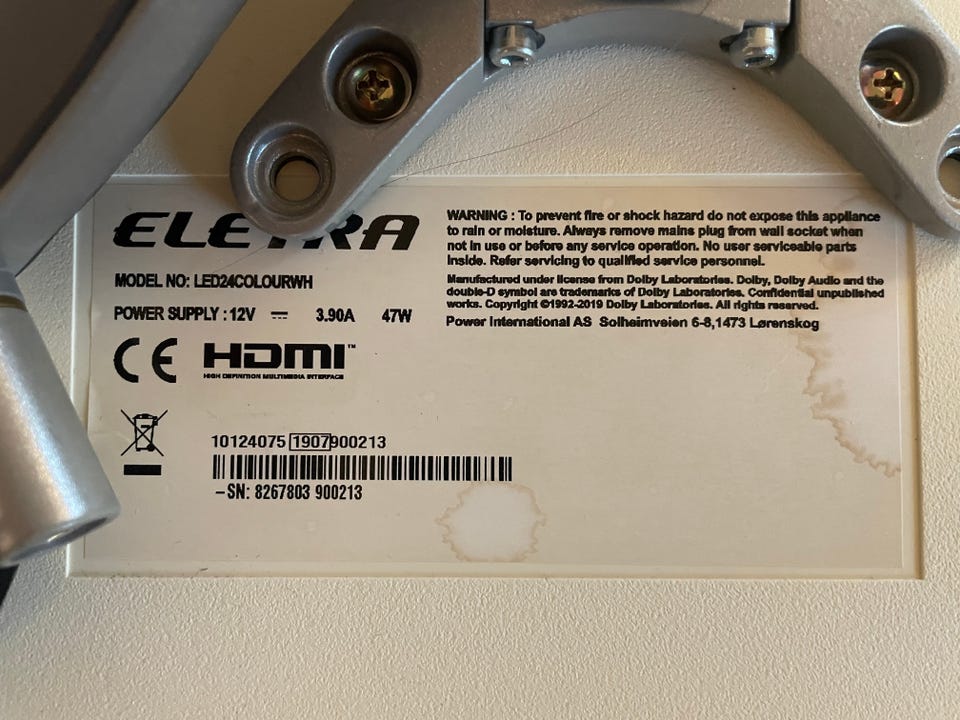 ELETRA
MODEL NO: LED24COLOURWH
POWER SUPPLY : 12V ⎓ 3.90A 47W
CE HDMI™
HIGH DEFINITION MULTIMEDIA INTERFACE
10124075 1907900213
–SN: 8267803 900213
WARNING : To prevent fire or shock hazard do not expose this appliance
to rain or moisture. Always remove mains plug from wall socket when
not in use or before any service operation. No user serviceable parts
inside. Refer servicing to qualified service personnel.
Manufactured under license from Dolby Laboratories. Dolby, Dolby Audio and the
double-D symbol are trademarks of Dolby Laboratories. Confidential unpublished
works. Copyright ©1992-2019 Dolby Laboratories. All rights reserved.
Power International AS Solheimveien 6-8,1473 Lørenskog